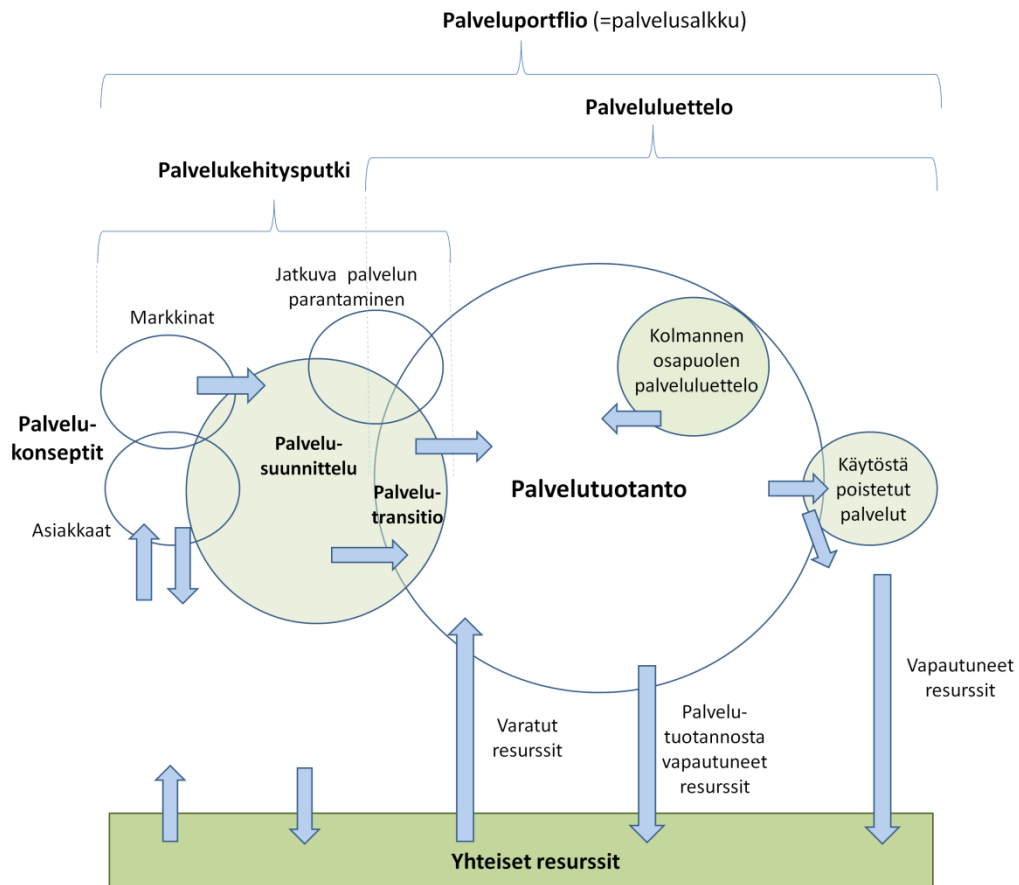 Palveluportflio (=palvelusalkku)
Palveluluettelo
Palvelukehitysputki
Jatkuva palvelun
parantaminen
Markkinat
Kolmannen
osapuolen
palveluluettelo
Palvelu-
konseptit
Palvelu-
suunnittelu
Palvelu-
transitio
Palvelutuotanto
Käytöstä
poistetut
palvelut
Asiakkaat
Varatut
resurssit
Palvelu-
tuotannosta
vapautuneet
resurssit
Vapautuneet
resurssit
Yhteiset resurssit